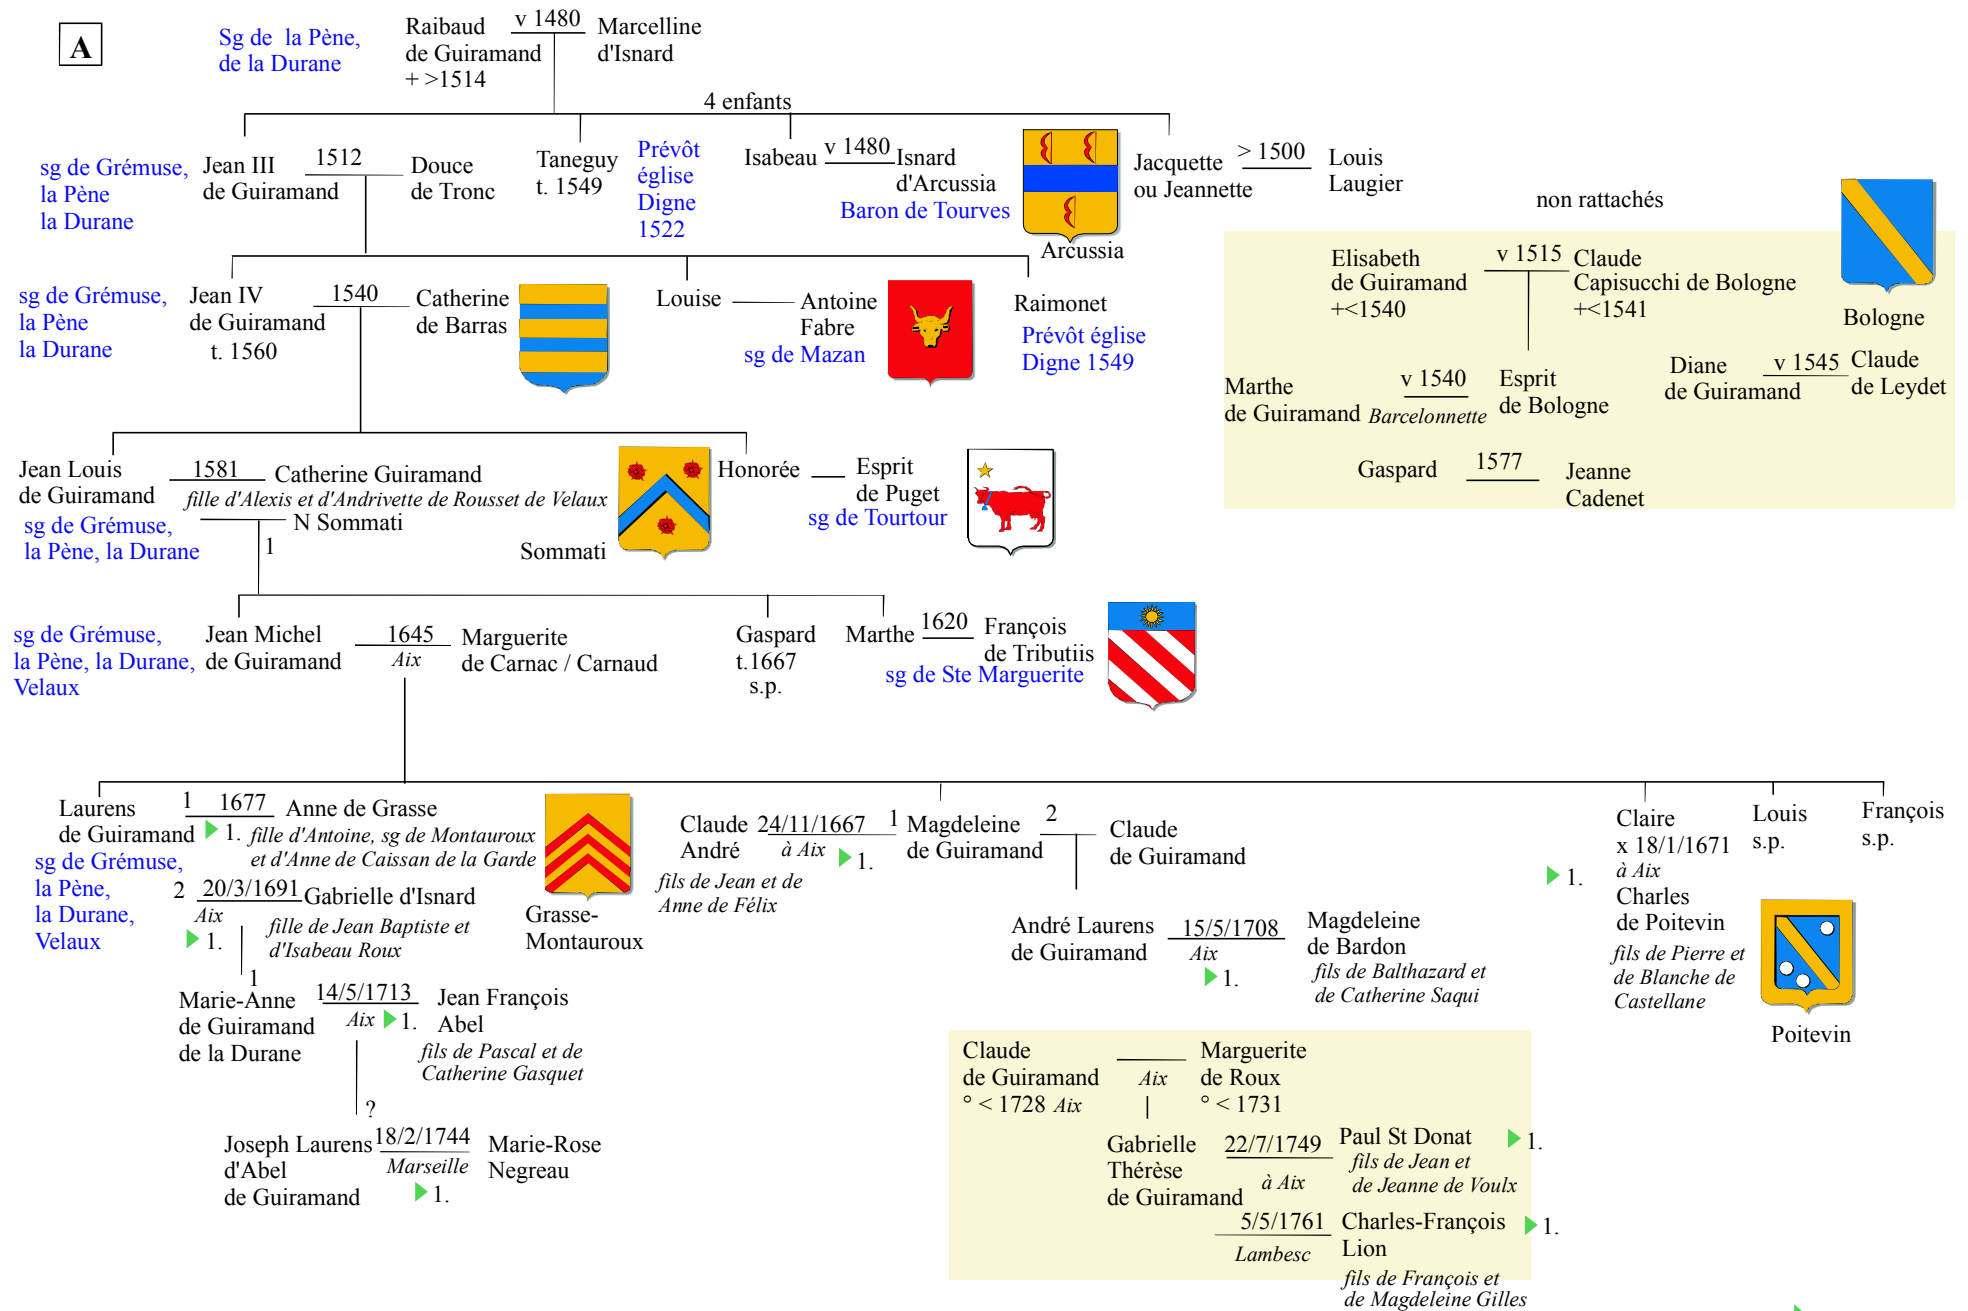 A
Sg de la Pène,
de la Durane
Raibaud
de Guiramand
+ >1514
v 1480
Marcelline
d'Isnard
4 enfants
sg de Grémuse,
la Pène
la Durane
Jean III
de Guiramand
1512
Douce
de Tronc
Taneguy
t. 1549
Prévôt
église
Digne
1522
Isabeau
v 1480
Isnard
d'Arcussia
Baron de Tourves
Arcussia
Jacquette
ou Jeannette
> 1500
Louis
Laugier
non rattachés
Elisabeth
de Guiramand
+<1540
v 1515
Claude
Capisucchi de Bologne
+<1541
Bologne
Marthe
de Guiramand
v 1540
Barcelonnette
Esprit
de Bologne
Diane
de Guiramand
v 1545
Claude
de Leydet
Gaspard
1577
Jeanne
Cadenet
sg de Grémuse,
la Pène
la Durane
Jean IV
de Guiramand
t. 1560
1540
Catherine
de Barras
Louise
Antoine
Fabre
sg de Mazan
Raimonet
Prévôt église
Digne 1549
Jean Louis
de Guiramand
sg de Grémuse,
la Pène, la Durane
1581
Catherine Guiramand
fille d'Alexis et d'Andrivette de Rousset de Velaux
N Sommati
1
Sommati
Honorée
Esprit
de Puget
sg de Tourtour
sg de Grémuse,
la Pène, la Durane,
Velaux
Jean Michel
de Guiramand
1645
Aix
Marguerite
de Carnac / Carnaud
Gaspard
t.1667
s.p.
Marthe
1620
François
de Tributiis
sg de Ste Marguerite
Laurens
de Guiramand
sg de Grémuse,
la Pène,
la Durane,
Velaux
1
1677
1.
Anne de Grasse
fille d'Antoine, sg de Montauroux
et d'Anne de Caissan de la Garde
Grasse-
Montauroux
2
20/3/1691
Aix
1.
Gabrielle d'Isnard
fille de Jean Baptiste et
d'Isabeau Roux
1
Marie-Anne
de Guiramand
de la Durane
14/5/1713
Aix
1.
Jean François
Abel
fils de Pascal et de
Catherine Gasquet
?
Joseph Laurens
d'Abel
de Guiramand
18/2/1744
Marseille
1.
Marie-Rose
Negreau
Claude
André
fils de Jean et de
Anne de Félix
24/11/1667
à Aix
1.
1
Magdeleine
de Guiramand
2
Claude
de Guiramand
André Laurens
de Guiramand
15/5/1708
Aix
1.
Magdeleine
de Bardon
fils de Balthazard et
de Catherine Saqui
1.
Claire
x 18/1/1671
à Aix
Charles
de Poitevin
fils de Pierre et
de Blanche de
Castellane
Louis
s.p.
François
s.p.
Poitevin
Claude
de Guiramand
° < 1728 Aix
Aix
Marguerite
de Roux
° < 1731
Gabrielle
Thérèse
de Guiramand
22/7/1749
à Aix
Paul St Donat
fils de Jean et
de Jeanne de Voulx
1.
5/5/1761
Lambesc
Charles-François
Lion
fils de François et
de Magdeleine Gilles
1.